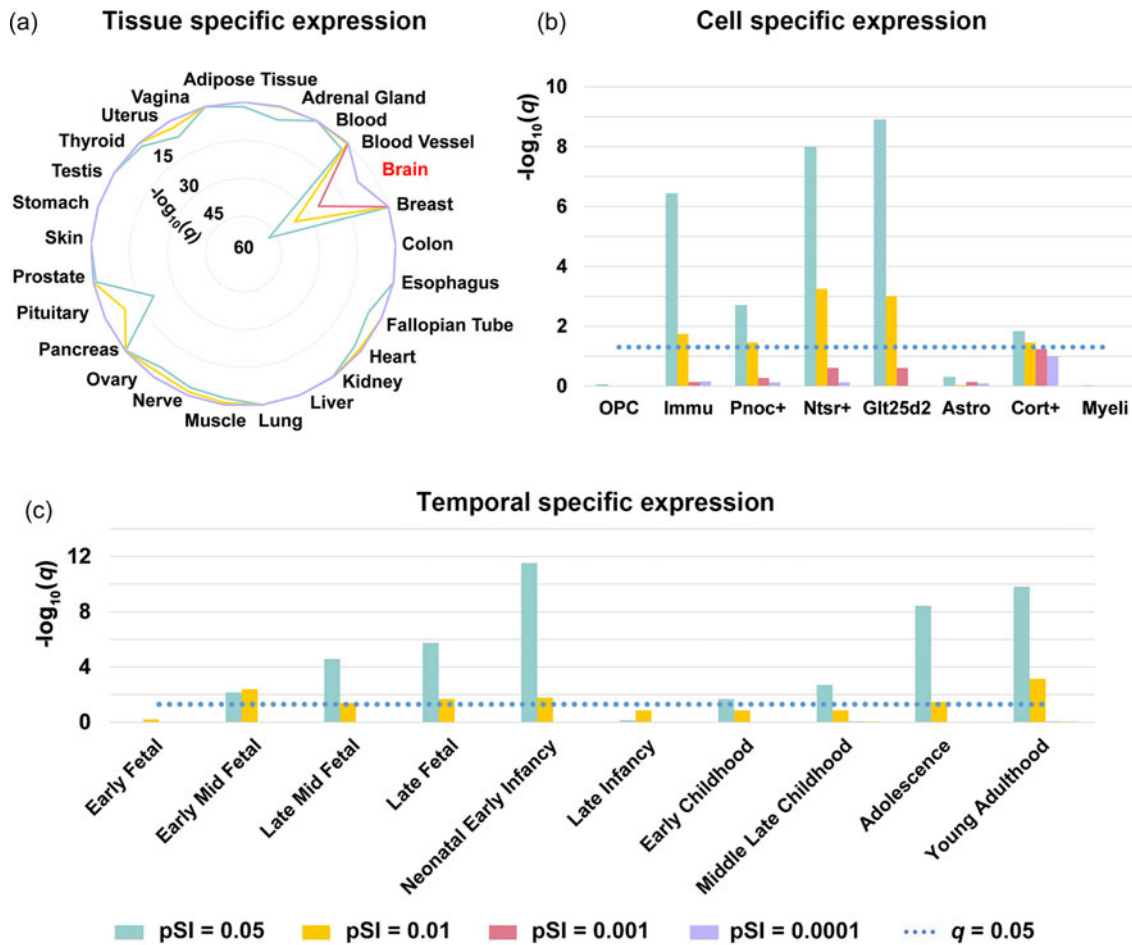 (a) Tissue specific expression
Adipose Tissue
Adrenal Gland
Blood
Blood Vessel
Brain
Breast
Colon
Esophagus
Fallopian Tube
Heart
Kidney
Liver
Lung
Muscle
Nerve
Ovary
Pancreas
Pituitary
Prostate
Skin
Stomach
Testis
Thyroid
Uterus
Vagina
15
30
45
60
-log10(q)
(b) Cell specific expression
-log10(q)
10
8
6
4
2
0
OPC Immu Pnoc+ Ntsr+ Glt25d2 Astro Cort+ Myeli
(c) Temporal specific expression
-log10(q)
12
8
4
0
Early Fetal
Early Mid Fetal
Late Mid Fetal
Late Fetal
Neonatal Early Infancy
Late Infancy
Early Childhood
Middle Late Childhood
Adolescence
Young Adulthood
pSI = 0.05 pSI = 0.01 pSI = 0.001 pSI = 0.0001 q = 0.05